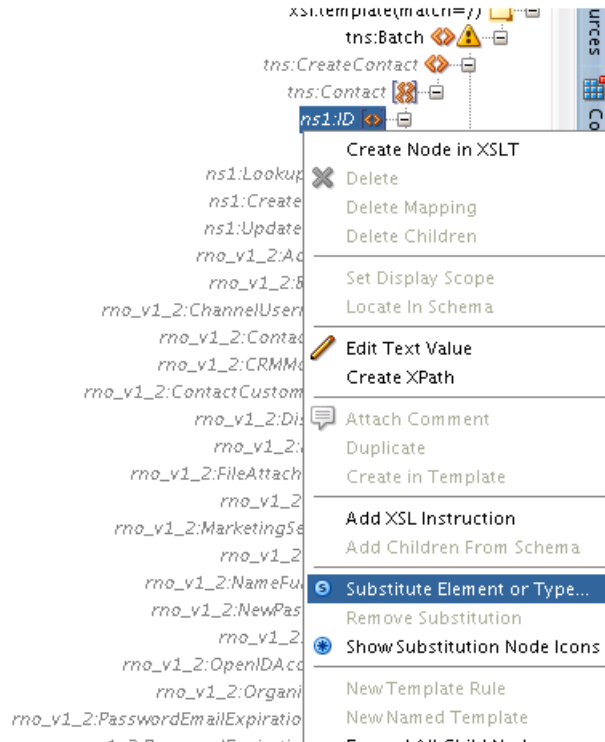 xsl:template(match=/)
tns:Batch
tns:CreateContact
tns:Contact
ns1:ID
Create Node in XSLT
ns1:Lookup
Delete
ns1:Create
Delete Mapping
ns1:Update
Delete Children
rno_v1_2:Ad
rno_v1_2:B
Set Display Scope
rno_v1_2:ChannelUsern
Locate In Schema
rno_v1_2:Contac
Edit Text Value
rno_v1_2:CRMMo
Create XPath
rno_v1_2:ContactCustom
rno_v1_2:Dis
Attach Comment
rno_v1_2:
Duplicate
rno_v1_2:FileAttach
Create in Template
rno_v1_2
rno_v1_2:MarketingSe
Add XSL Instruction
rno_v1_2
Add Children From Schema
rno_v1_2:NameFu
Substitute Element or Type...
rno_v1_2:NewPas
Remove Substitution
rno_v1_2:
Show Substitution Node Icons
rno_v1_2:OpenIDAcc
rno_v1_2:Organi
New Template Rule
rno_v1_2:PasswordEmailExpiratio
New Named Template